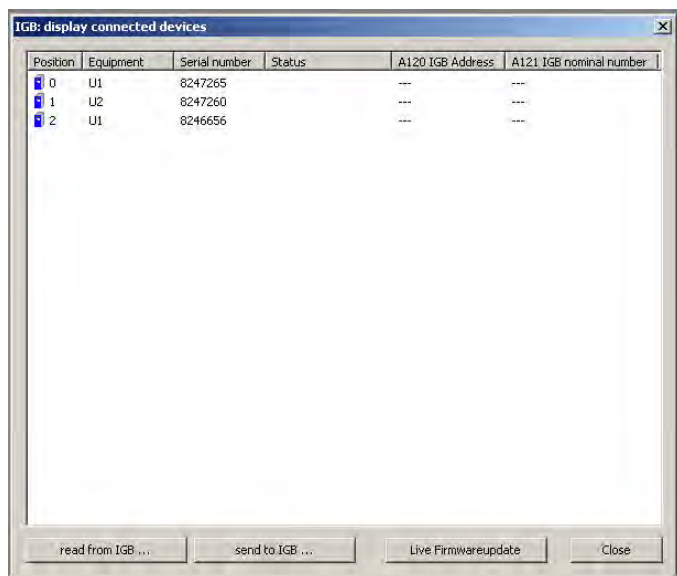 IGB: display connected devices
Position Equipment Serial number Status A120 IGB Address A121 IGB nominal number
0 U1 8247265 --- ---
1 U2 8247260 --- ---
2 U1 8246656 --- ---
read from IGB ... send to IGB ... Live Firmwareupdate Close